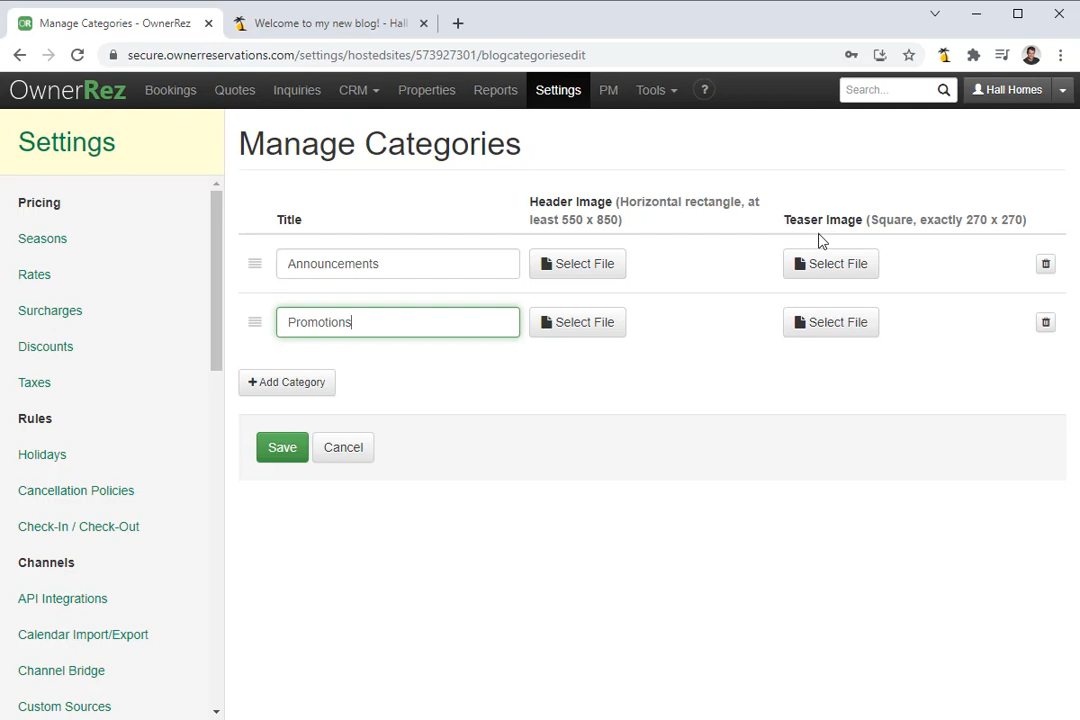 Manage Categories - OwnerRez
Welcome to my new blog! - Hall
secure.ownerreservations.com/settings/hostedsites/573927301/blogcategoriesedit
OwnerRez Bookings Quotes Inquiries CRM Properties Reports Settings PM Tools ? Search... Hall Homes
Settings
Manage Categories
Pricing
Seasons
Rates
Surcharges
Discounts
Taxes
Rules
Holidays
Cancellation Policies
Check-In / Check-Out
Channels
API Integrations
Calendar Import/Export
Channel Bridge
Custom Sources
Title
Header Image (Horizontal rectangle, at
least 550 x 850)
Teaser Image (Square, exactly 270 x 270)
Announcements Select File Select File
Promotions Select File Select File
+ Add Category
Save Cancel